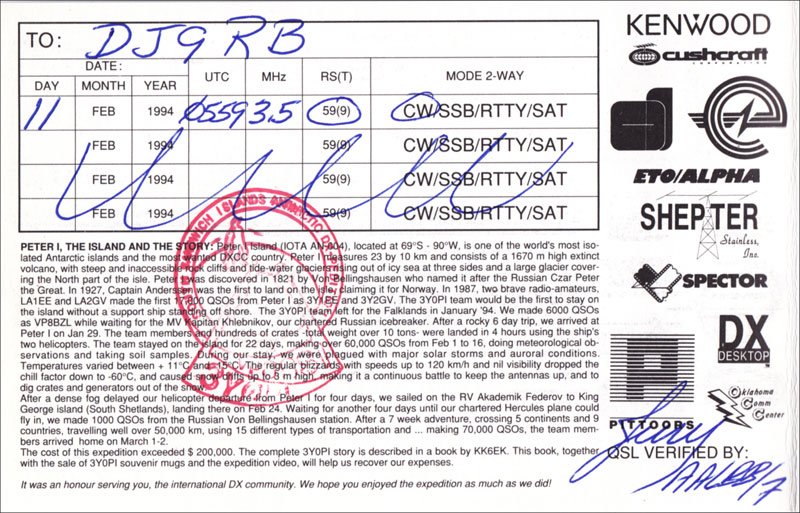 TO: DJ9RB
DATE:
DAY MONTH YEAR UTC MHz RS(T) MODE 2-WAY
11 FEB 1994 0559 3.5 59(9) CW/SSB/RTTY/SAT
FEB 1994 59(9) CW/SSB/RTTY/SAT
FEB 1994 59(9) CW/SSB/RTTY/SAT
FEB 1994 59(9) CW/SSB/RTTY/SAT
PETER I, THE ISLAND AND THE STORY: Peter I Island (IOTA AN-004), located at 69°S - 90°W, is one of the world's most iso-
lated Antarctic islands and the most wanted DXCC country. Peter I measures 23 by 10 km and consists of a 1670 m high extinct
volcano, with steep and inaccessible rock cliffs and tide-water glaciers rising out of icy sea at three sides and a large glacier cover-
ing the North part of the isle. Peter I was discovered in 1821 by Von Bellingshausen who named it after the Russian Czar Peter
the Great. In 1927, Captain Andersen was the first to land on the isle, claiming it for Norway. In 1987, two brave radio-amateurs,
LA1EE and LA2GV made the first QSOs from Peter I as 3Y and 3Y2GV. The 3Y0PI team would be the first to stay on
the island without a support ship standing off shore. The 3Y0PI team left for the Falklands in January '94. We made 6000 QSOs
as VP8BZL while waiting for the MV Kapitan Khlebnikov, our chartered Russian icebreaker. After a rocky 6 day trip, we arrived at
Peter I on Jan 29. The team members and hundreds of crates -total weight over 10 tons- were landed in 4 hours using the ship's
two helicopters. The team stayed on the island for 22 days, making over 60,000 QSOs from Feb 1 to 16, doing meteorological ob-
servations and taking soil samples. During our stay, we were plagued with major solar storms and auroral conditions.
Temperatures varied between + 11°C and The regular blizzards with speeds up to 120 km/h and nil visibility dropped the
chill factor down to -60°C, and caused snow drifts up to 3 m high, making it a continuous battle to keep the antennas up, and to
dig crates and generators out of the snow.
After a dense fog delayed our helicopter departure from Peter I for four days, we sailed on the RV Akademik Federov to King
George island (South Shetlands), landing there on Feb 24. Waiting for another four days until our chartered Hercules plane could
fly in, we made 1000 QSOs from the Russian Von Bellingshausen station. After a 7 week adventure, crossing 5 continents and 9
countries, travelling well over 50,000 km, using 15 different types of transportation and ... making 70,000 QSOs, the team mem-
bers arrived home on March 1-2.
The cost of this expedition exceeded $ 200,000. The complete 3Y0PI story is described in a book by KK6EK. This book, together
with the sale of 3Y0PI souvenir mugs and the expedition video, will help us recover our expenses.
It was an honour serving you, the international DX community. We hope you enjoyed the expedition as much as we did!
KENWOOD
cushcraft
CORPORATION
ETO/ALPHA
SHEPHERTER
Stainless,
Inc.
SPECTOR
DX
DESKTOP
PITTOORS
Oklahoma
Comm
Center
QSL VERIFIED BY: